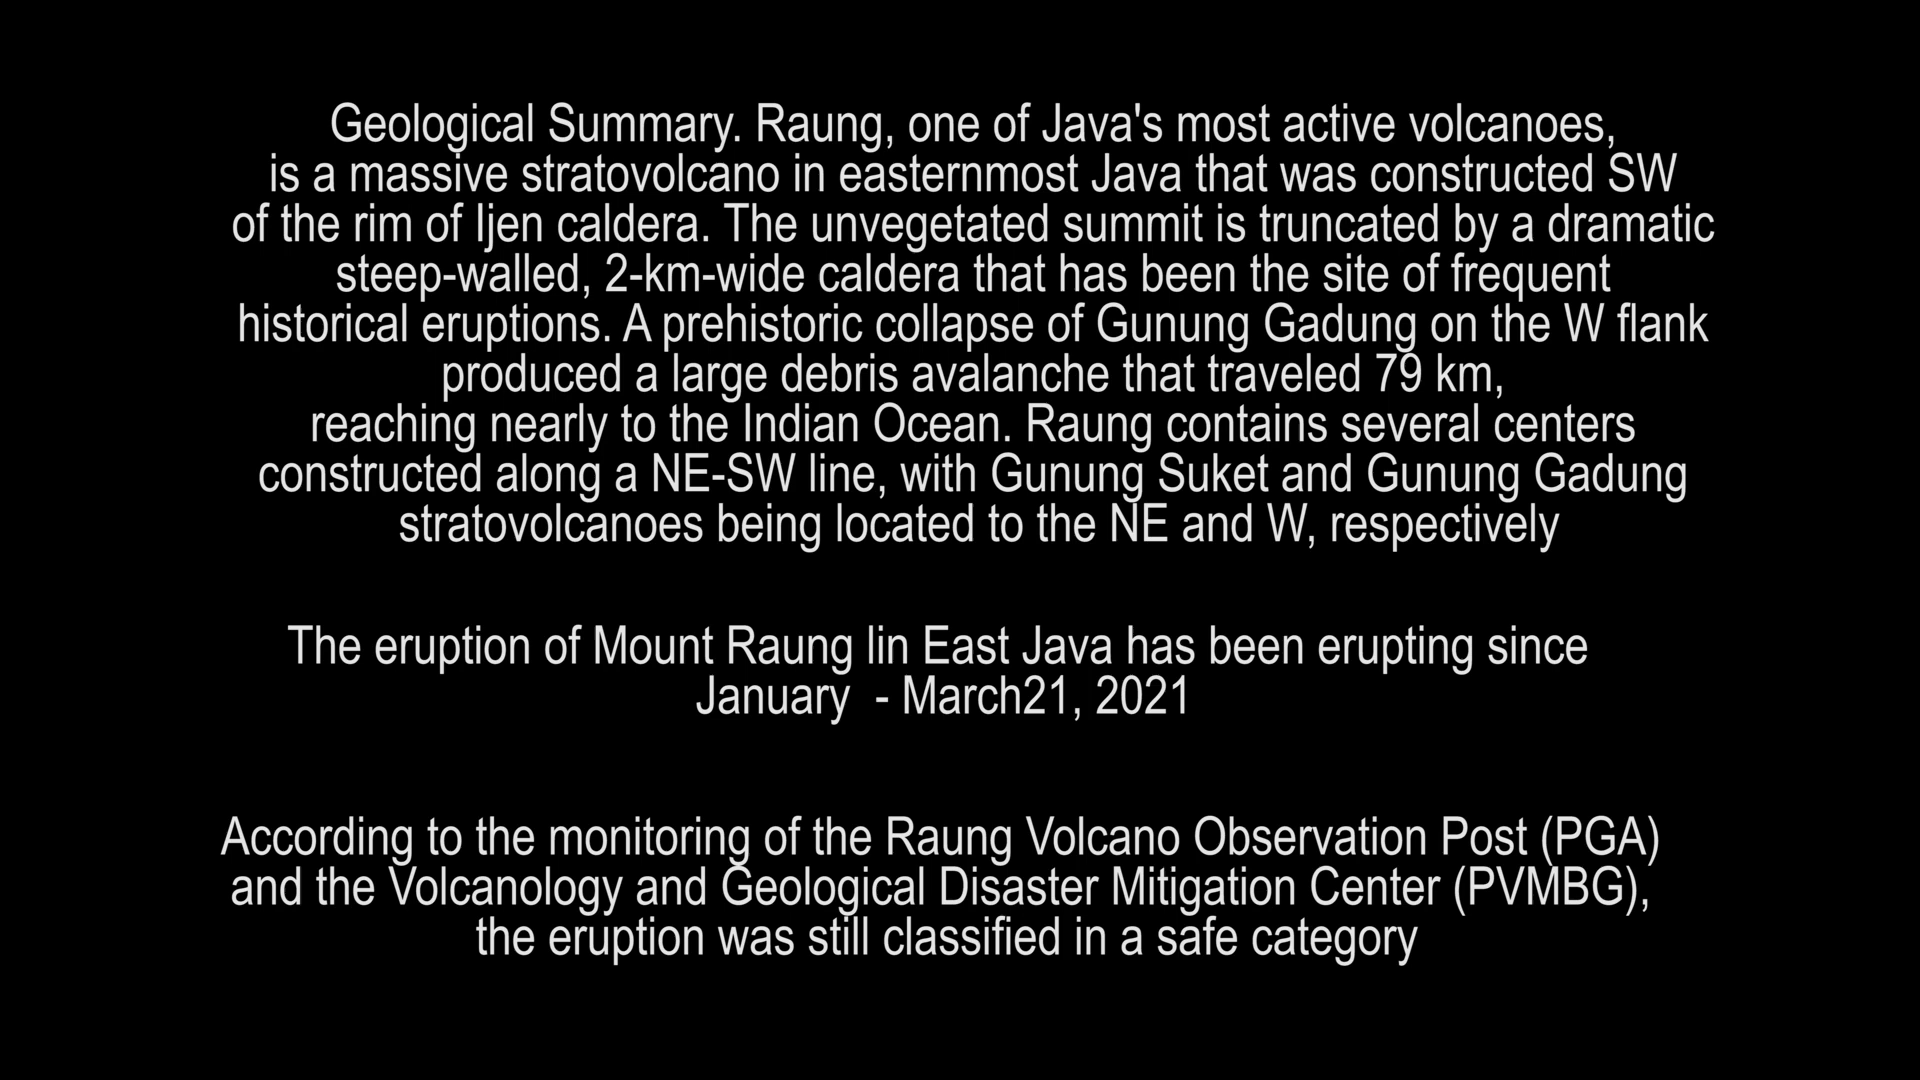 Geological Summary. Raung, one of Java's most active volcanoes,
is a massive stratovolcano in easternmost Java that was constructed SW
of the rim of Ijen caldera. The unvegetated summit is truncated by a dramatic
steep-walled, 2-km-wide caldera that has been the site of frequent
historical eruptions. A prehistoric collapse of Gunung Gadung on the W flank
produced a large debris avalanche that traveled 79 km,
reaching nearly to the Indian Ocean. Raung contains several centers
constructed along a NE-SW line, with Gunung Suket and Gunung Gadung
stratovolcanoes being located to the NE and W, respectively
The eruption of Mount Raung lin East Java has been erupting since
January  - March21, 2021
According to the monitoring of the Raung Volcano Observation Post (PGA)
and the Volcanology and Geological Disaster Mitigation Center (PVMBG),
the eruption was still classified in a safe category